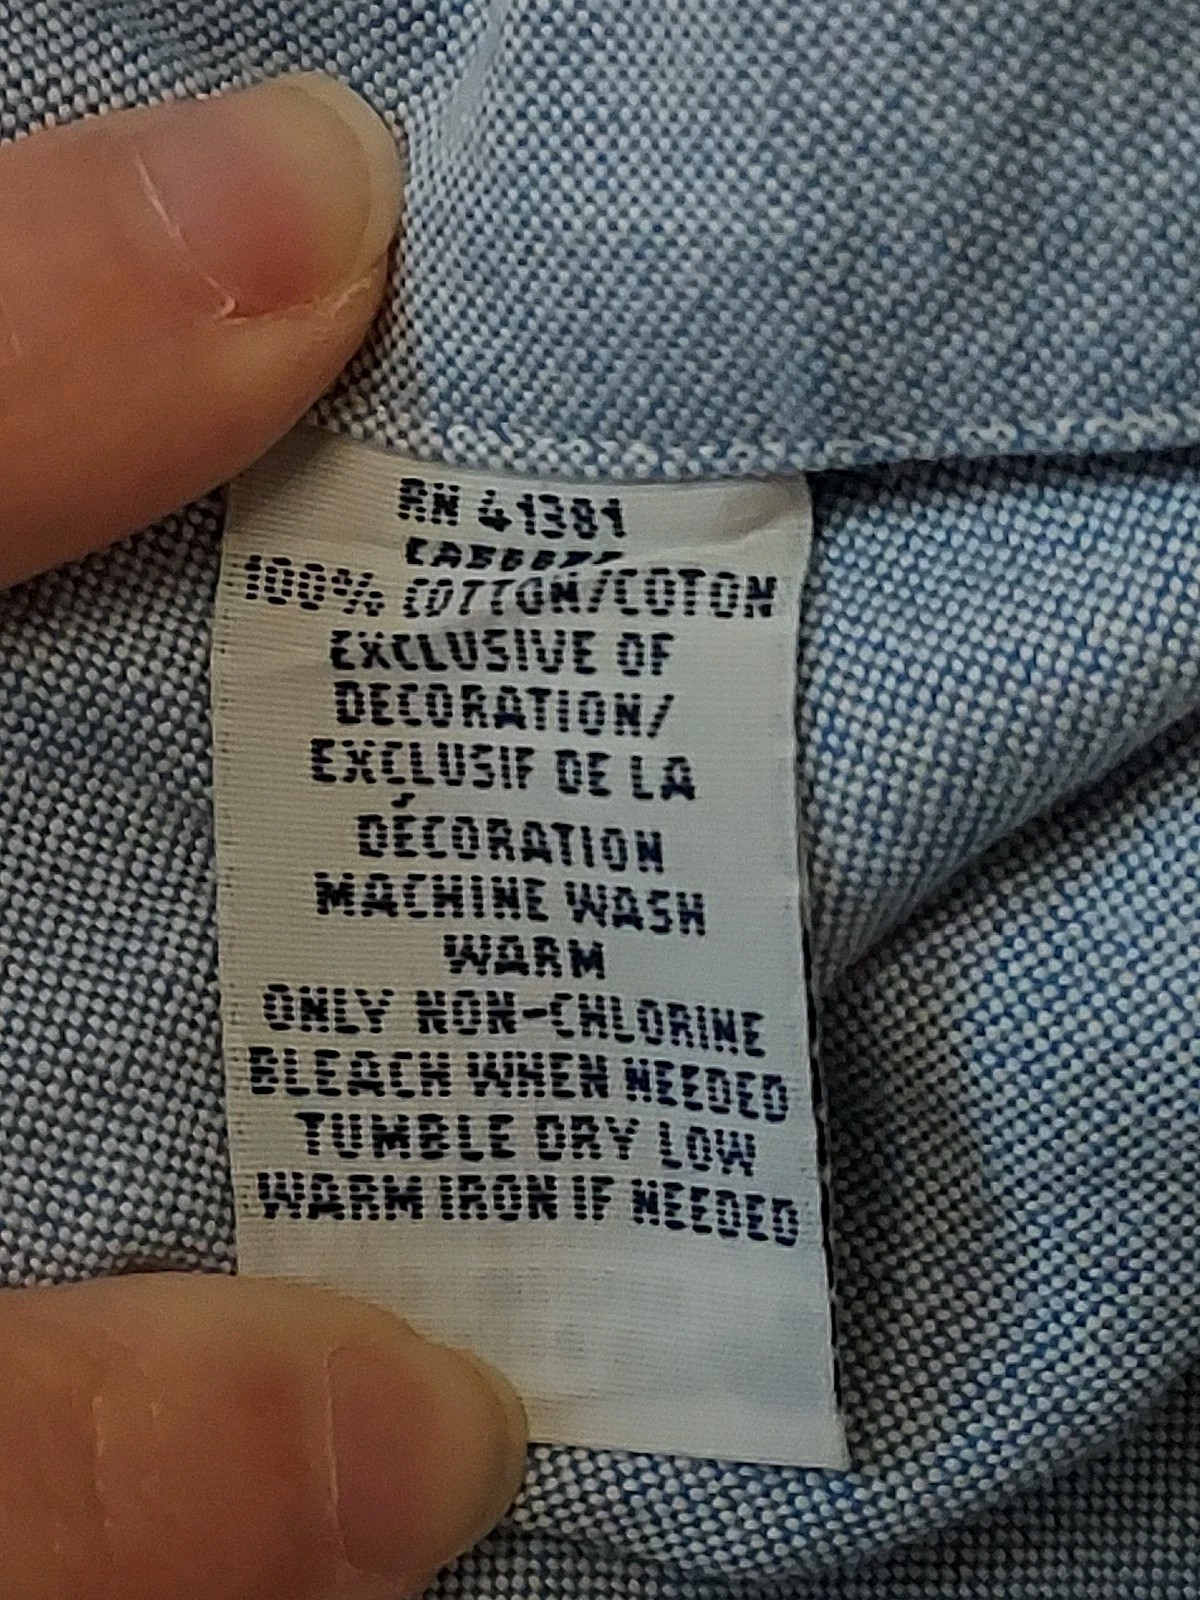 RN 41381
100% COTTON/COTON
EXCLUSIVE OF
DECORATION/
EXCLUSIF DE LA
DÉCORATION
MACHINE WASH
WARM
ONLY NON-CHLORINE
BLEACH WHEN NEEDED
TUMBLE DRY LOW
WARM IRON IF NEEDED